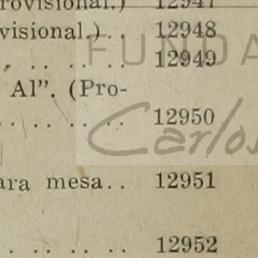 rovisional.) 12947
visional.).. 12948
” .. .. .. 12949
Al”. (Pro-
.. .. .. .. 12950
ara mesa.. 12951
.. .. .. .. 12952
FUNDA
Carlos